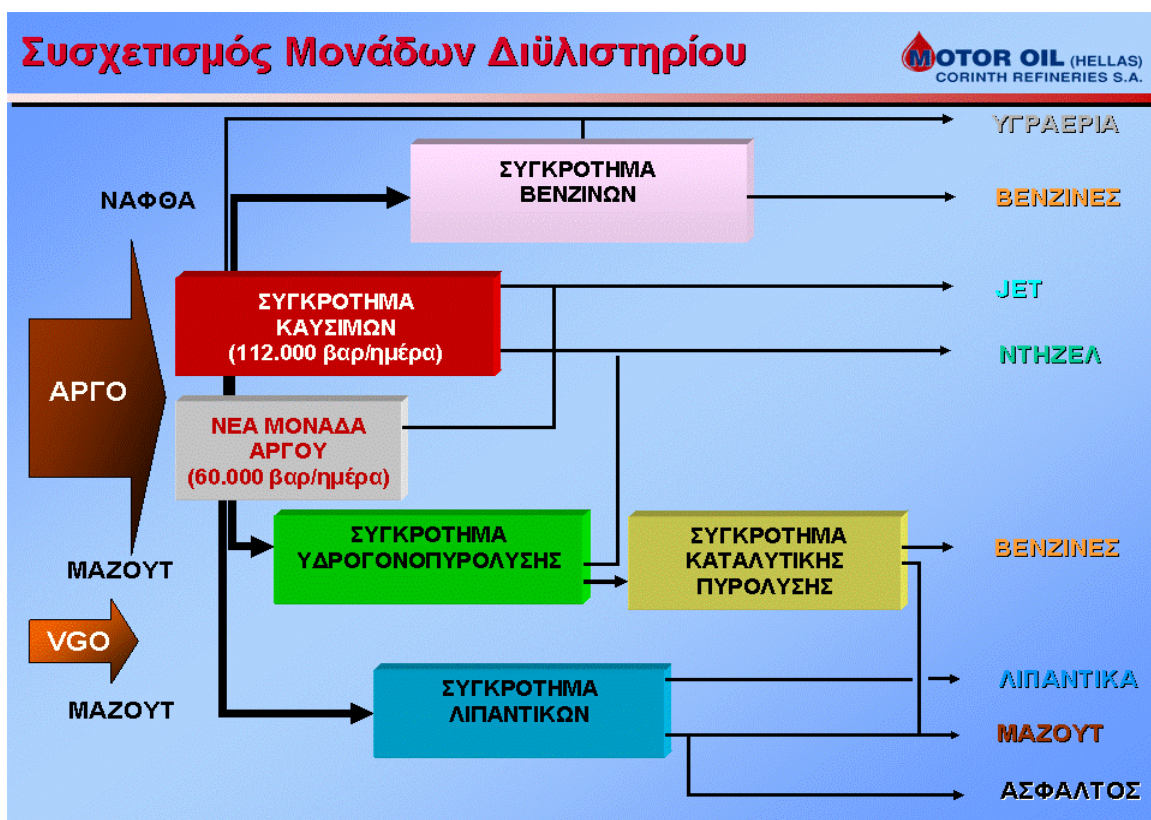 Συσχετισμός Μονάδων Διϋλιστηρίου
MOTOR OIL (HELLAS)
CORINTH REFINERIES S.A.
ΥΓΡΑΕΡΙΑ
ΣΥΓΚΡΟΤΗΜΑ
ΒΕΝΖΙΝΩΝ
ΝΑΦΘΑ
ΒΕΝΖΙΝΕΣ
ΣΥΓΚΡΟΤΗΜΑ
ΚΑΥΣΙΜΩΝ
(112.000 βαρ/ημέρα)
JET
ΝΤΗΖΕΛ
ΑΡΓΟ
ΝΕΑ ΜΟΝΑΔΑ
ΑΡΓΟΥ
(60.000 βαρ/ημέρα)
ΣΥΓΚΡΟΤΗΜΑ
ΥΔΡΟΓΟΝΟΠΥΡΟΛΥΣΗΣ
ΣΥΓΚΡΟΤΗΜΑ
ΚΑΤΑΛΥΤΙΚΗΣ
ΠΥΡΟΛΥΣΗΣ
ΒΕΝΖΙΝΕΣ
ΜΑΖΟΥΤ
VGO
ΜΑΖΟΥΤ
ΣΥΓΚΡΟΤΗΜΑ
ΛΙΠΑΝΤΙΚΩΝ
ΛΙΠΑΝΤΙΚΑ
ΜΑΖΟΥΤ
ΑΣΦΑΛΤΟΣ